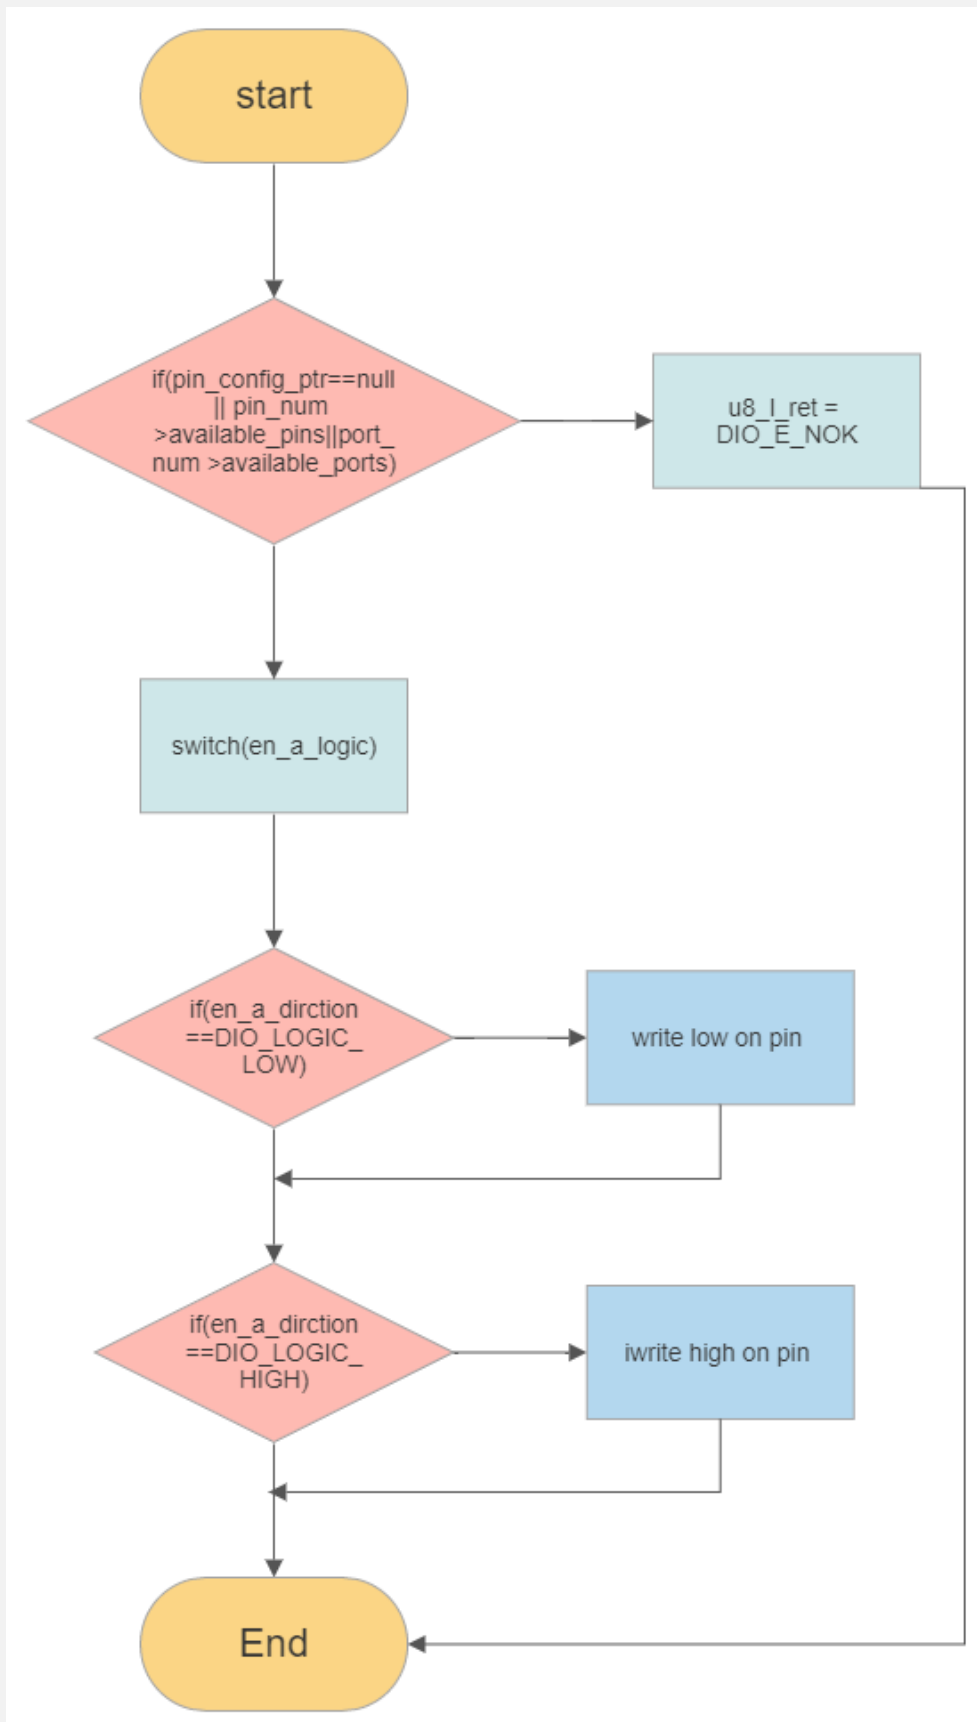 start
if(pin_config_ptr==null
|| pin_num
>available_pins||port_
num >available_ports)
u8_l_ret =
DIO_E_NOK
switch(en_a_logic)
if(en_a_dirction
==DIO_LOGIC_
LOW)
write low on pin
if(en_a_dirction
==DIO_LOGIC_
HIGH)
iwrite high on pin
End